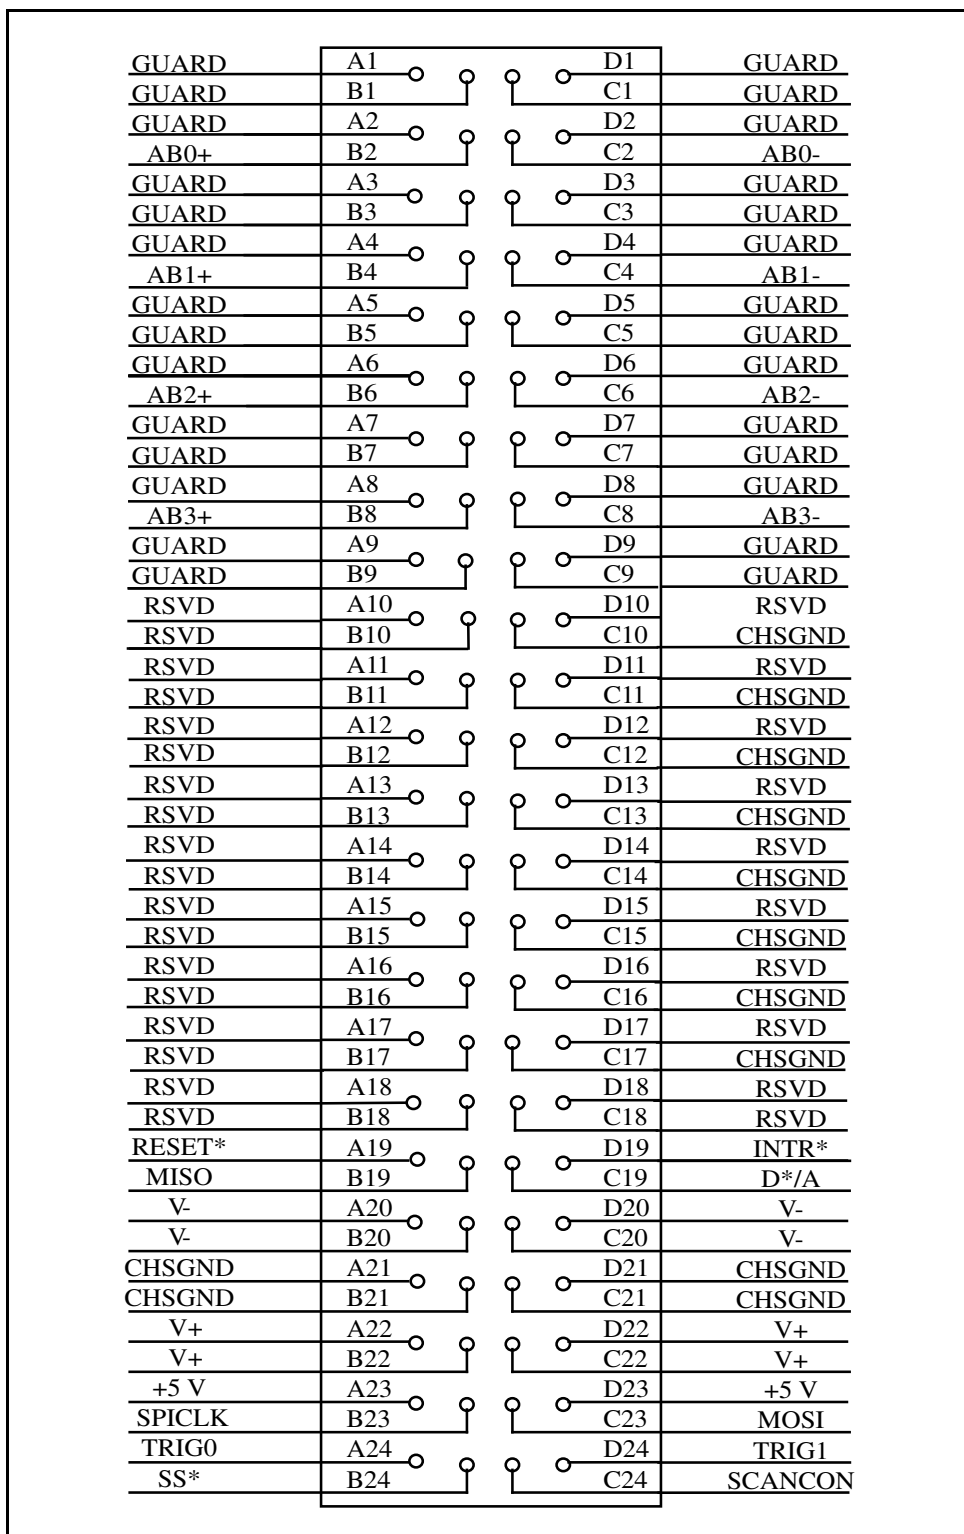 GUARD A1 D1 GUARD
GUARD B1 C1 GUARD
GUARD A2 D2 GUARD
AB0+ B2 C2 AB0-
GUARD A3 D3 GUARD
GUARD B3 C3 GUARD
GUARD A4 D4 GUARD
AB1+ B4 C4 AB1-
GUARD A5 D5 GUARD
GUARD B5 C5 GUARD
GUARD A6 D6 GUARD
AB2+ B6 C6 AB2-
GUARD A7 D7 GUARD
GUARD B7 C7 GUARD
GUARD A8 D8 GUARD
AB3+ B8 C8 AB3-
GUARD A9 D9 GUARD
GUARD B9 C9 GUARD
RSVD A10 D10 RSVD
RSVD B10 C10 CHSGND
RSVD A11 D11 RSVD
RSVD B11 C11 CHSGND
RSVD A12 D12 RSVD
RSVD B12 C12 CHSGND
RSVD A13 D13 RSVD
RSVD B13 C13 CHSGND
RSVD A14 D14 RSVD
RSVD B14 C14 CHSGND
RSVD A15 D15 RSVD
RSVD B15 C15 CHSGND
RSVD A16 D16 RSVD
RSVD B16 C16 CHSGND
RSVD A17 D17 RSVD
RSVD B17 C17 CHSGND
RSVD A18 D18 RSVD
RSVD B18 C18 RSVD
RESET* A19 D19 INTR*
MISO B19 C19 D*/A
V- A20 D20 V-
V- B20 C20 V-
CHSGND A21 D21 CHSGND
CHSGND B21 C21 CHSGND
V+ A22 D22 V+
V+ B22 C22 V+
+5 V A23 D23 +5 V
SPICLK B23 C23 MOSI
TRIG0 A24 D24 TRIG1
SS* B24 C24 SCANCON